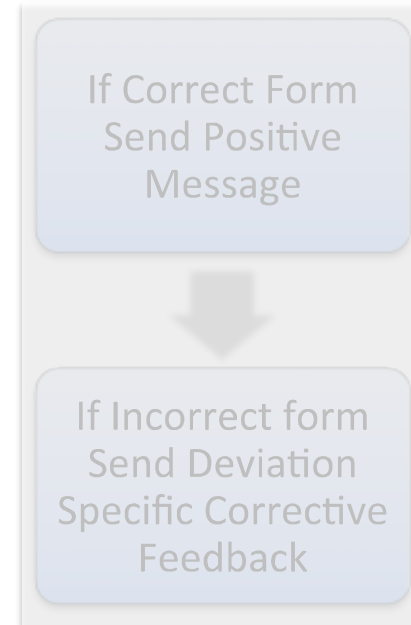 If Correct Form
Send Positive
Message
If Incorrect form
Send Deviation
Specific Corrective
Feedback